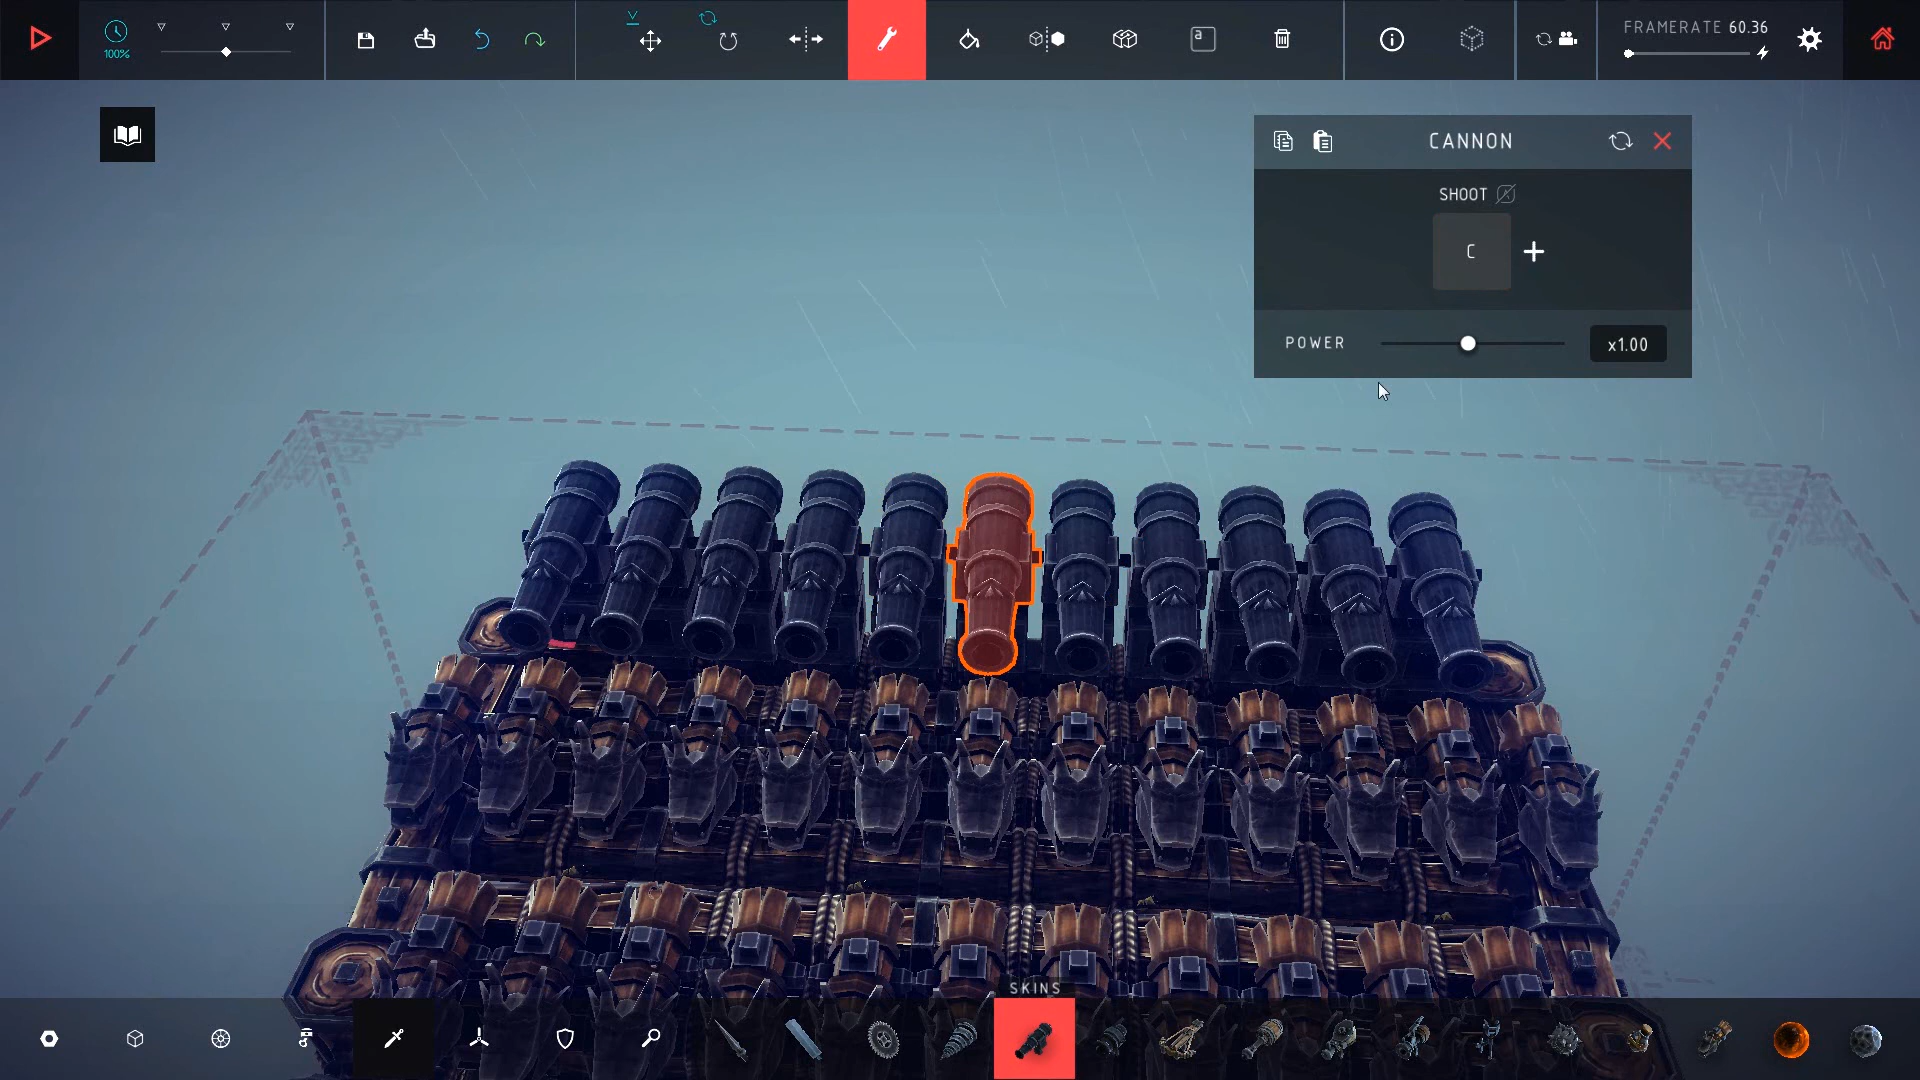 100%
a
FRAMERATE 60.36
CANNON
SHOOT
C
POWER
x1.00
SKINS